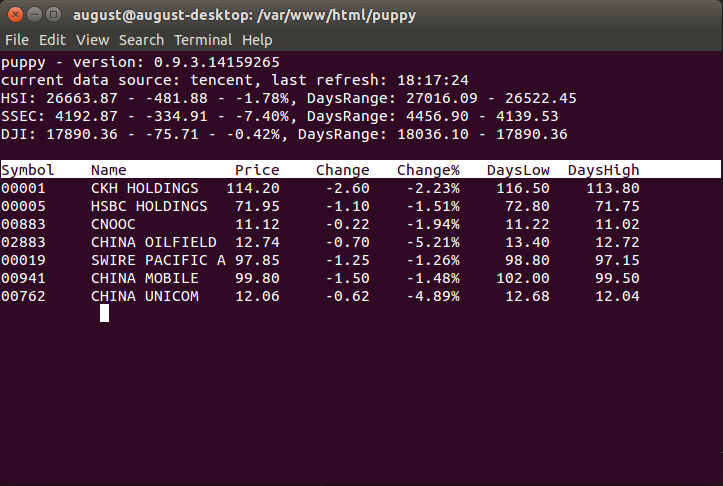 august@august-desktop: /var/www/html/puppy
File Edit View Search Terminal Help
puppy - version: 0.9.3.14159265
current data source: tencent, last refresh: 18:17:24
HSI: 26663.87 - -481.88 - -1.78%, DaysRange: 27016.09 - 26522.45
SSEC: 4192.87 - -334.91 - -7.40%, DaysRange: 4456.90 - 4139.53
DJI: 17890.36 - -75.71 - -0.42%, DaysRange: 18036.10 - 17890.36
Symbol Name Price Change Change% DaysLow DaysHigh
00001 CKH HOLDINGS 114.20 -2.60 -2.23% 116.50 113.80
00005 HSBC HOLDINGS 71.95 -1.10 -1.51% 72.80 71.75
00883 CNOOC 11.12 -0.22 -1.94% 11.22 11.02
02883 CHINA OILFIELD 12.74 -0.70 -5.21% 13.40 12.72
00019 SWIRE PACIFIC A 97.85 -1.25 -1.26% 98.80 97.15
00941 CHINA MOBILE 99.80 -1.50 -1.48% 102.00 99.50
00762 CHINA UNICOM 12.06 -0.62 -4.89% 12.68 12.04